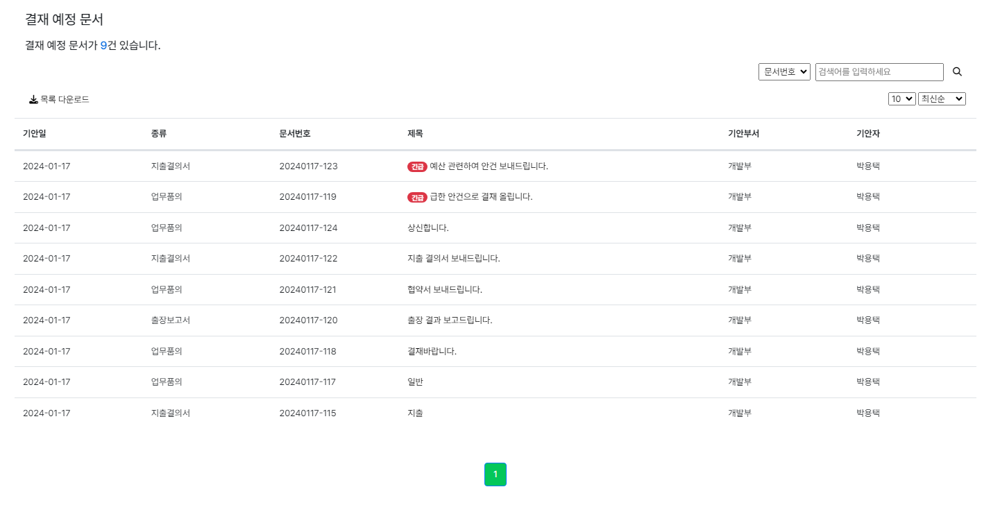 결재 예정 문서
결재 예정 문서가 9건 있습니다.
문서번호 검색어를 입력하세요
목록 다운로드 10 최신순
기안일 종류 문서번호 제목 기안부서 기안자
2024-01-17 지출결의서 20240117-123 긴급 예산 관련하여 안건 보내드립니다. 개발부 박용택
2024-01-17 업무품의 20240117-119 긴급 급한 안건으로 결재 올립니다. 개발부 박용택
2024-01-17 업무품의 20240117-124 상신합니다. 개발부 박용택
2024-01-17 지출결의서 20240117-122 지출 결의서 보내드립니다. 개발부 박용택
2024-01-17 업무품의 20240117-121 협약서 보내드립니다. 개발부 박용택
2024-01-17 출장보고서 20240117-120 출장 결과 보고드립니다. 개발부 박용택
2024-01-17 업무품의 20240117-118 결재바랍니다. 개발부 박용택
2024-01-17 업무품의 20240117-117 일반 개발부 박용택
2024-01-17 지출결의서 20240117-115 지출 개발부 박용택
1